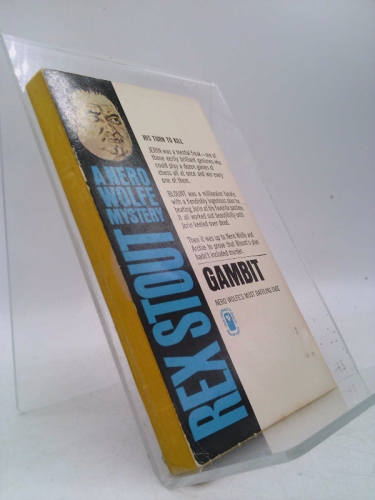 A NERO
WOLFE
MYSTERY
REX STOUT
HIS TURN TO KILL
JERIN was a mental freak—one of
those eerily brilliant geniuses who
could play a dozen games of
chess all at once and win every
one of them.
BLOUNT was a millionaire
with a fiendishly ingenious plan for
beating Jerin at his favorite pastime.
It all worked out beautifully until
Jerin keeled over dead.
Then it was up to Nero Wolfe and
Archie to prove that Blount's plan
hadn't included murder.
GAMBIT
NERO WOLFE'S MOST BAFFLING CASE